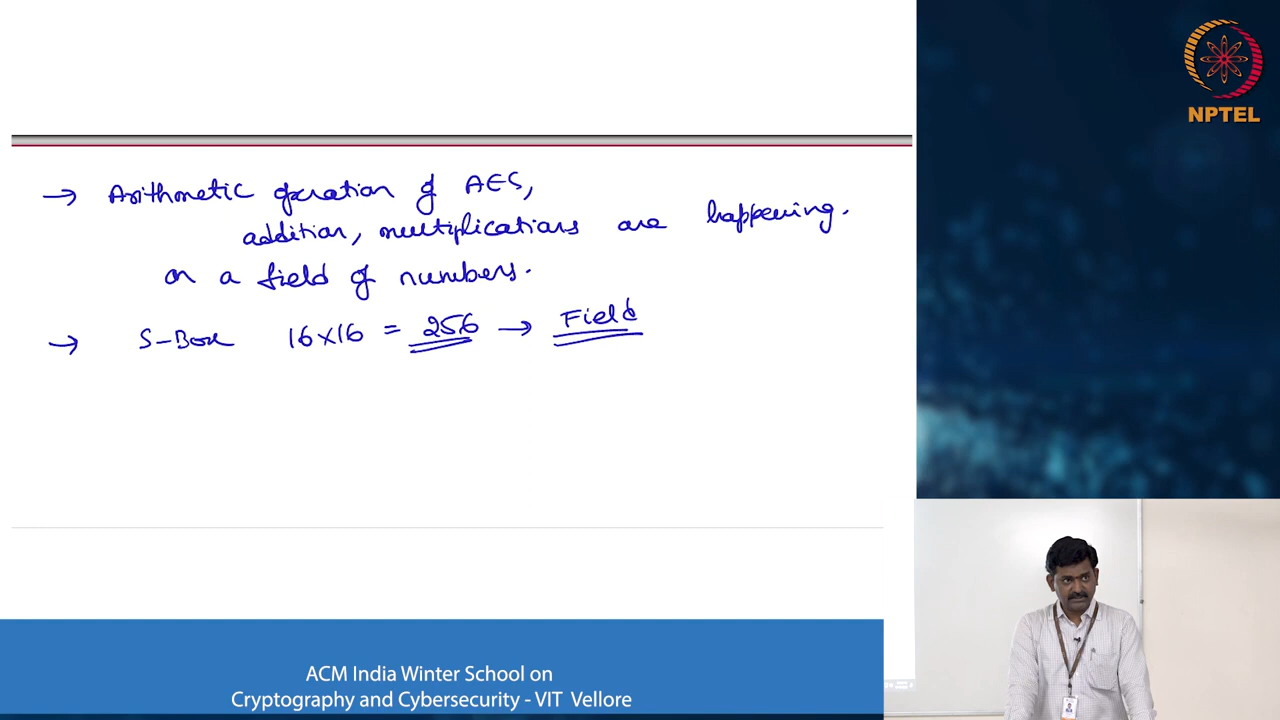 → Arithmetic operation of AES,
addition, multiplications are happening.
on a field of numbers.
→ S-Box 16×16 = 256 → Field
NPTEL
ACM India Winter School on
Cryptography and Cybersecurity - VIT Vellore